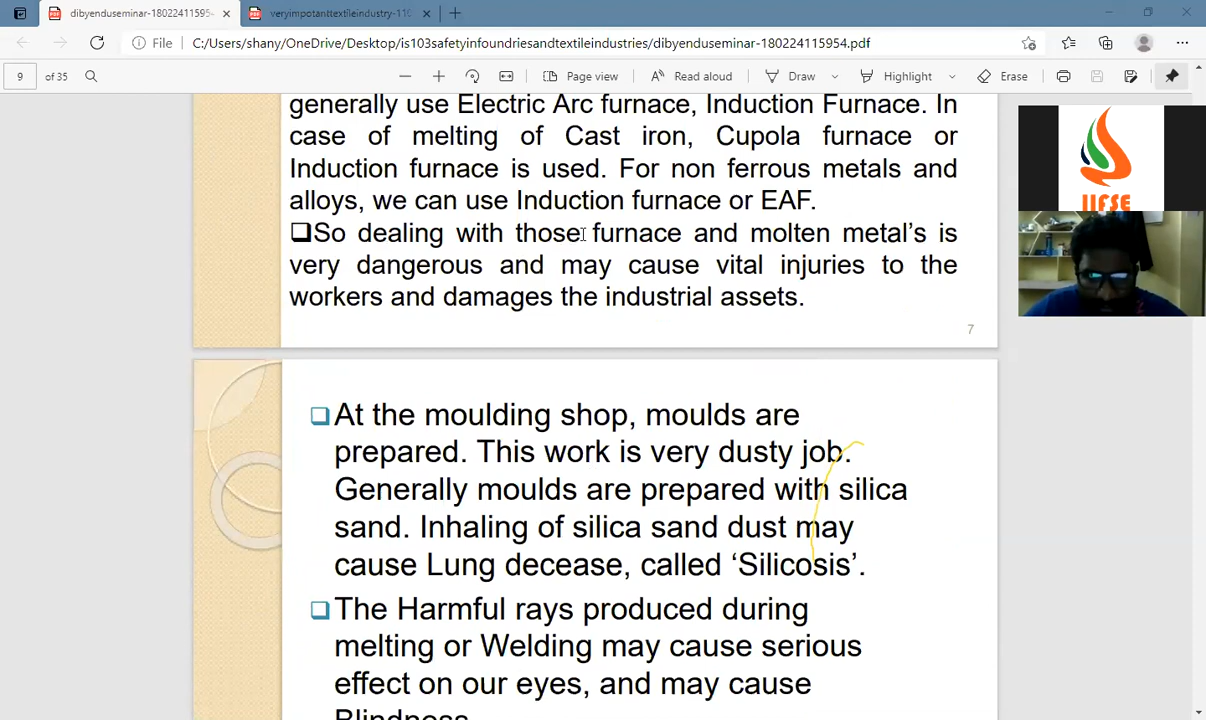 dibyenduseminar-180224115954
veryimpotanttextileindustry-110
File
C:/Users/shany/OneDrive/Desktop/is103safetyinfoundriesandtextileindustries/dibyenduseminar-180224115954.pdf
9 of 35
Page view
Read aloud
Draw
Highlight
Erase
generally use Electric Arc furnace, Induction Furnace. In
case of melting of Cast iron, Cupola furnace or
Induction furnace is used. For non ferrous metals and
alloys, we can use Induction furnace or EAF.
So dealing with those furnace and molten metal’s is
very dangerous and may cause vital injuries to the
workers and damages the industrial assets.
7
IIFSE
At the moulding shop, moulds are
prepared. This work is very dusty job.
Generally moulds are prepared with silica
sand. Inhaling of silica sand dust may
cause Lung decease, called ‘Silicosis’.
The Harmful rays produced during
melting or Welding may cause serious
effect on our eyes, and may cause
Blindness.